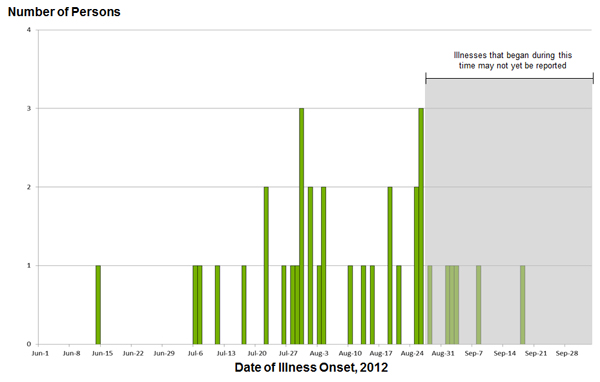 Number of Persons
Illnesses that began during this
time may not yet be reported
4
3
2
1
0
Jun-1 Jun-8 Jun-15 Jun-22 Jun-29 Jul-6 Jul-13 Jul-20 Jul-27 Aug-3 Aug-10 Aug-17 Aug-24 Aug-31 Sep-7 Sep-14 Sep-21 Sep-28
Date of Illness Onset, 2012